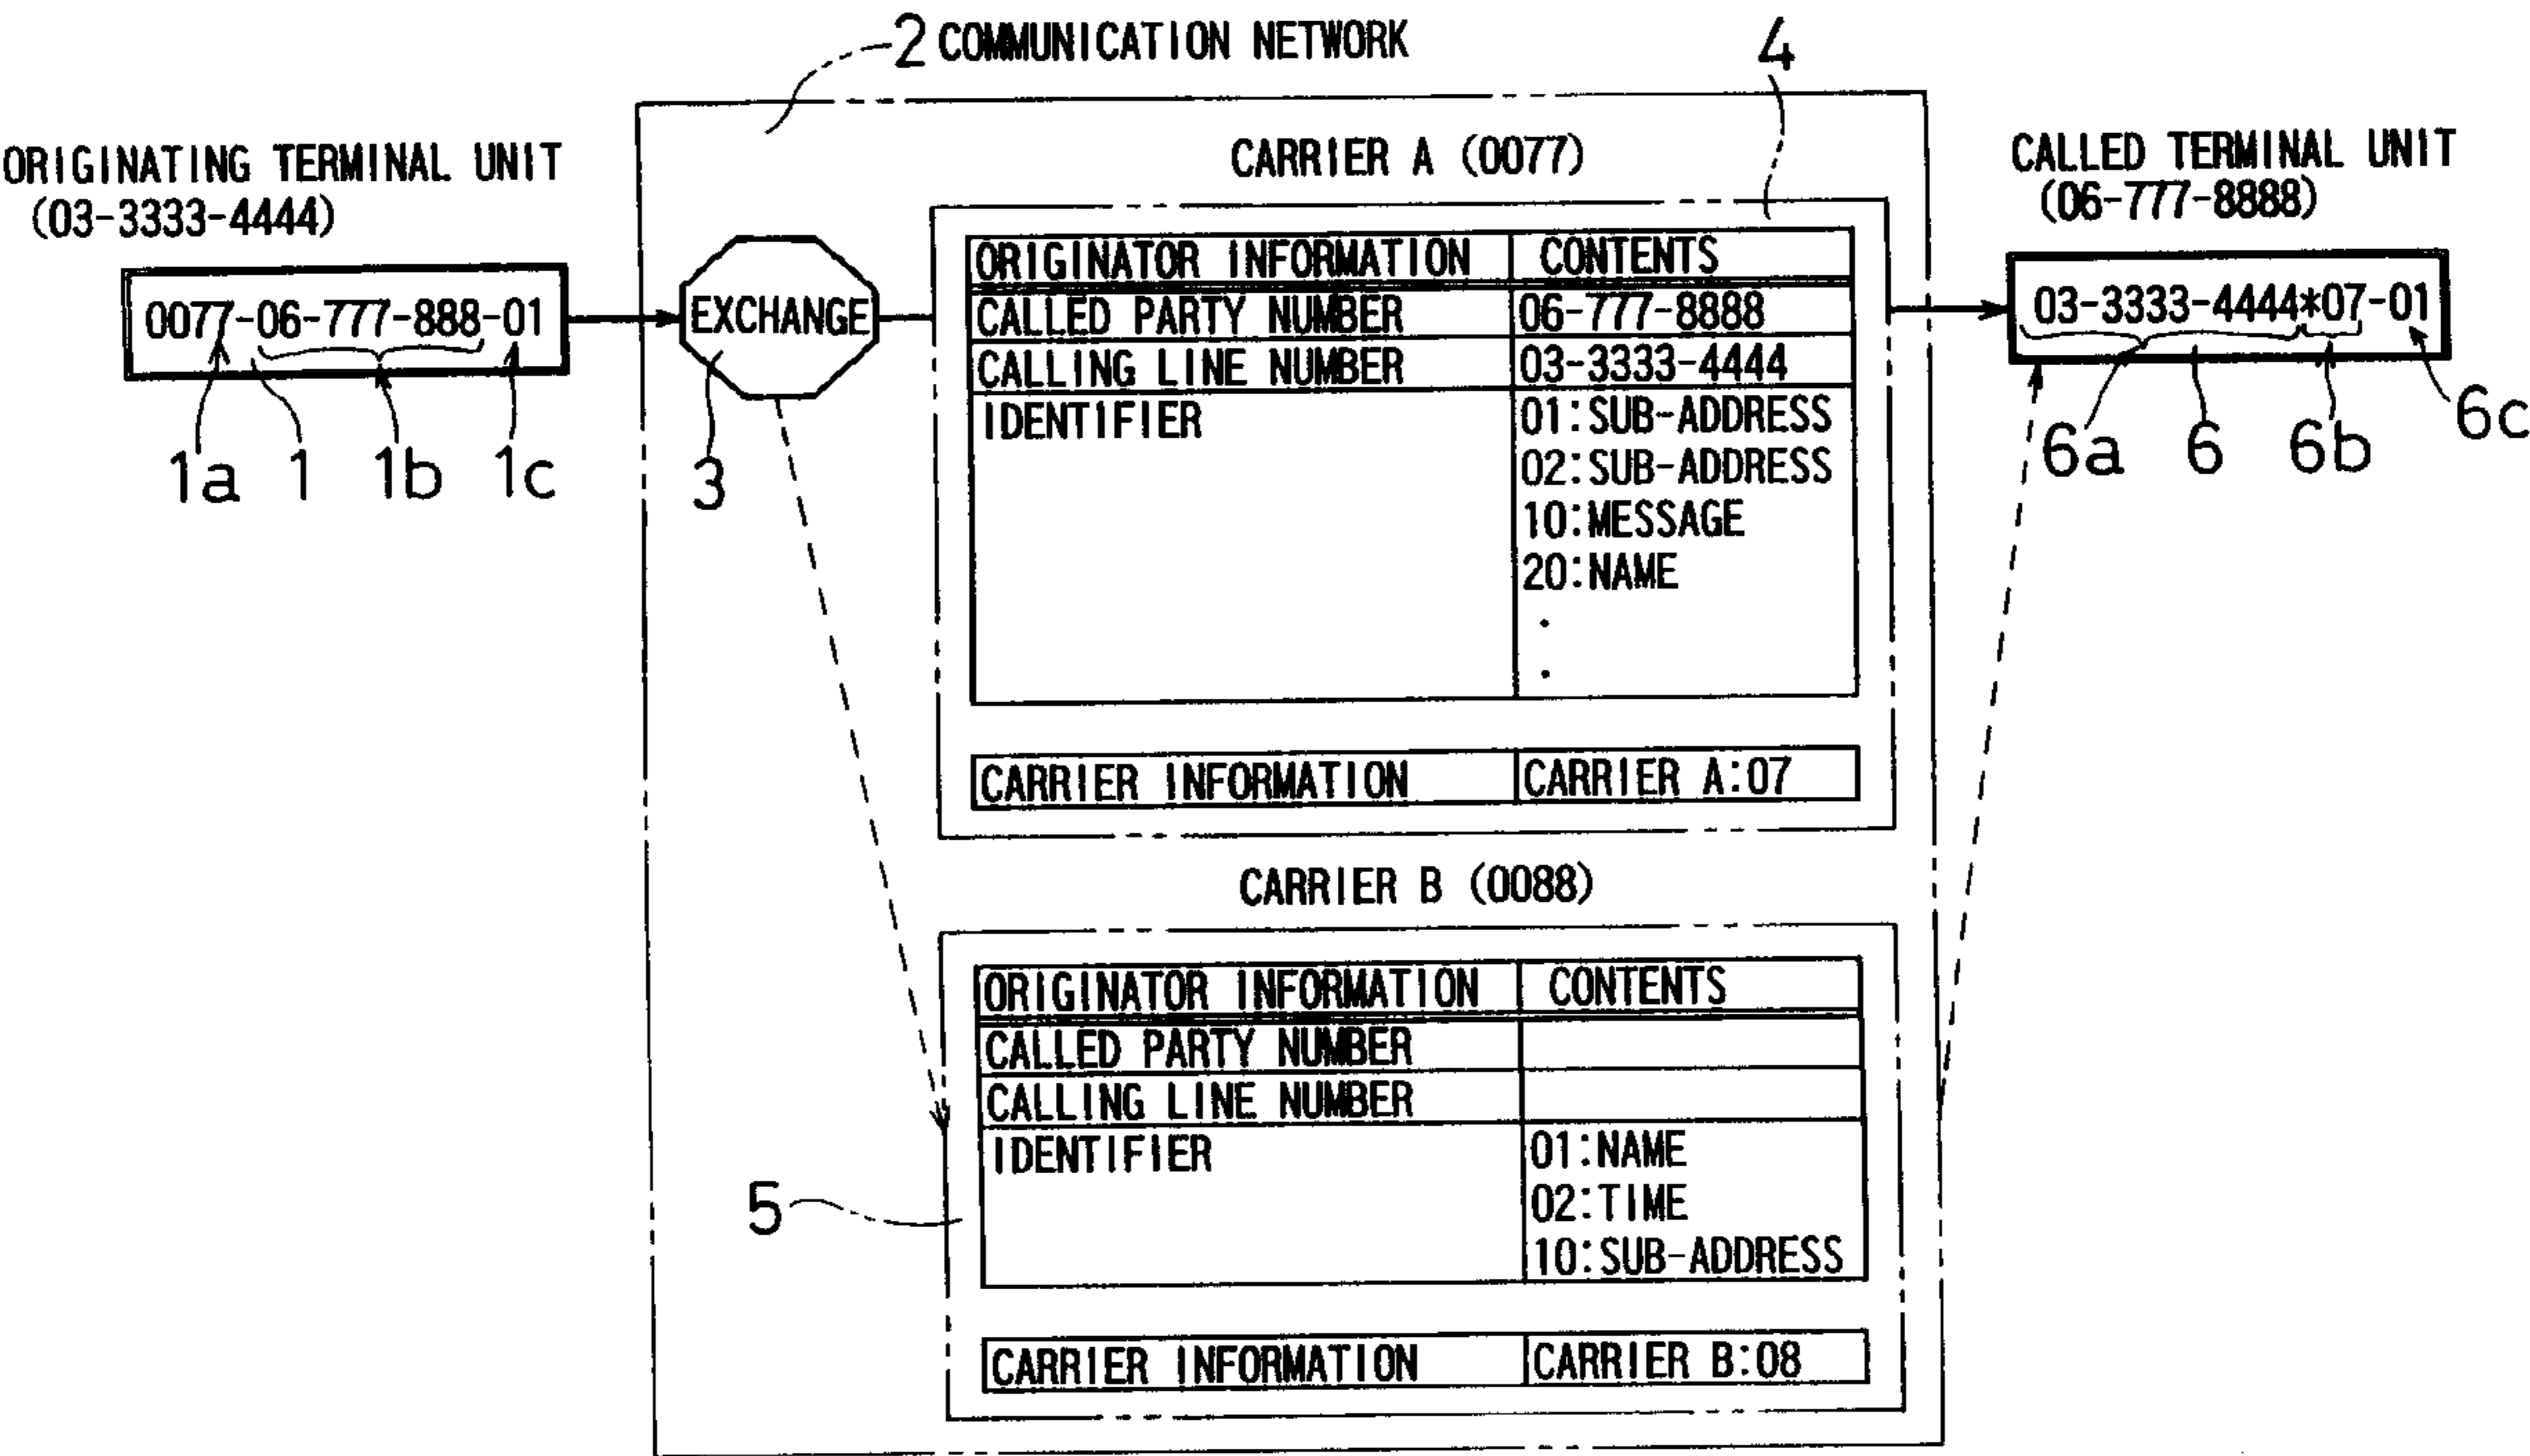 2 COMMUNICATION NETWORK
4
ORIGINATING TERMINAL UNIT
(03-3333-4444)
CARRIER A (0077)
CALLED TERMINAL UNIT
(06-777-8888)
0077-06-777-888-01
1a 1 1b 1c
EXCHANGE
3
ORIGINATOR INFORMATION CONTENTS
CALLED PARTY NUMBER 06-777-8888
CALLING LINE NUMBER 03-3333-4444
IDENTIFIER 01:SUB-ADDRESS
02:SUB-ADDRESS
10:MESSAGE
20:NAME
.
.
CARRIER INFORMATION CARRIER A:07
03-3333-4444*07-01
6a 6 6b 6c
CARRIER B (0088)
ORIGINATOR INFORMATION CONTENTS
CALLED PARTY NUMBER
CALLING LINE NUMBER
IDENTIFIER 01:NAME
02:TIME
10:SUB-ADDRESS
5
CARRIER INFORMATION CARRIER B:08